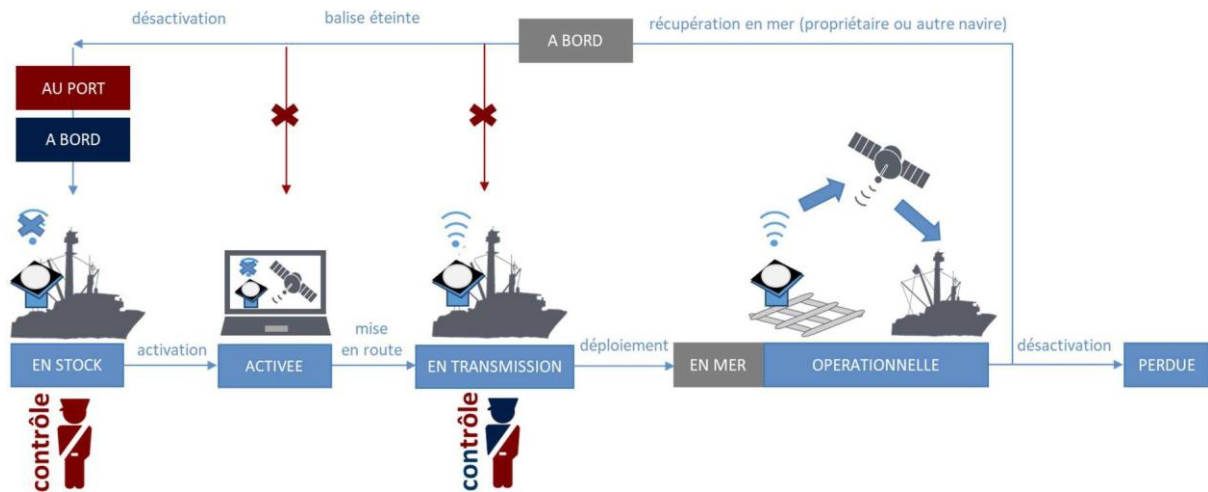 désactivation
balise éteinte
A BORD
récupération en mer (propriétaire ou autre navire)
AU PORT
A BORD
EN STOCK
activation
ACTIVEE
mise
en route
EN TRANSMISSION
déploiement
EN MER
OPERATIONNELLE
désactivation
PERDUE
contrôle
contrôle